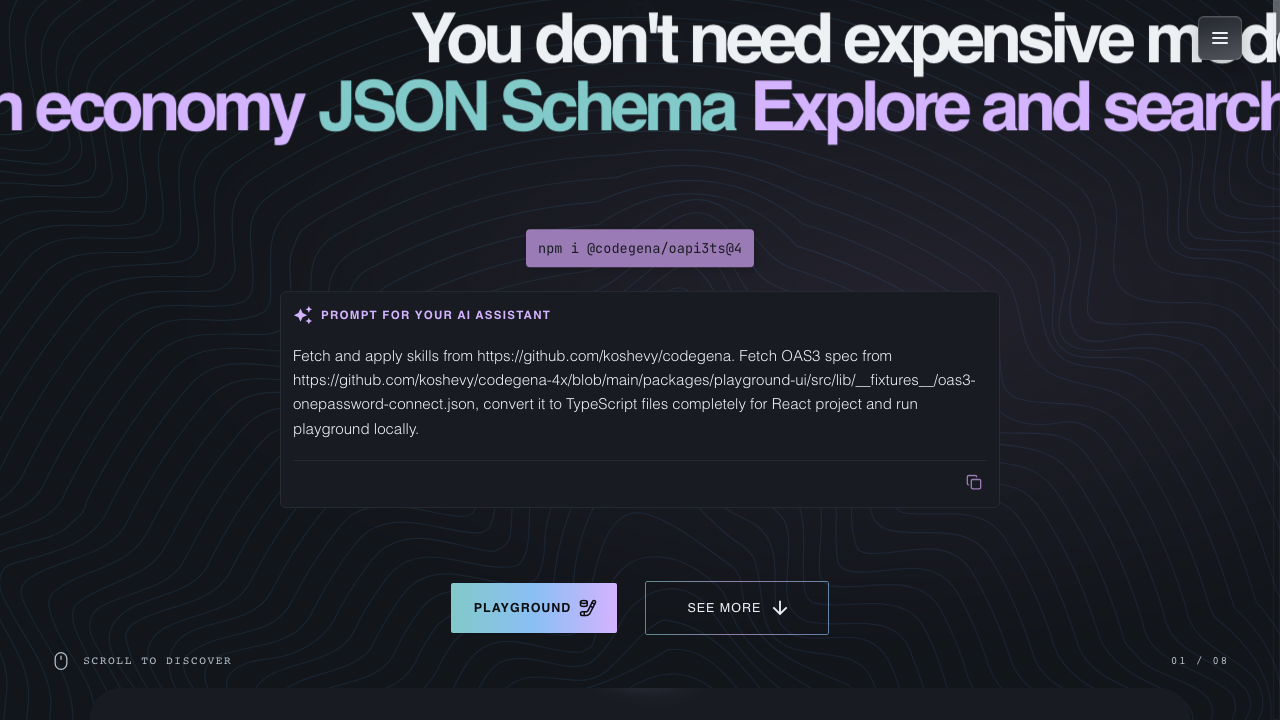 You don't need expensive
economy JSON Schema Explore and search
npm i @codegena/oapi3ts@4
PROMPT FOR YOUR AI ASSISTANT
Fetch and apply skills from https://github.com/koshevy/codegena. Fetch OAS3 spec from
https://github.com/koshevy/codegena-4x/blob/main/packages/playground-ui/src/lib/__fixtures__/oas3-
onepassword-connect.json, convert it to TypeScript files completely for React project and run
playground locally.
PLAYGROUND
SEE MORE
SCROLL TO DISCOVER
01 / 08